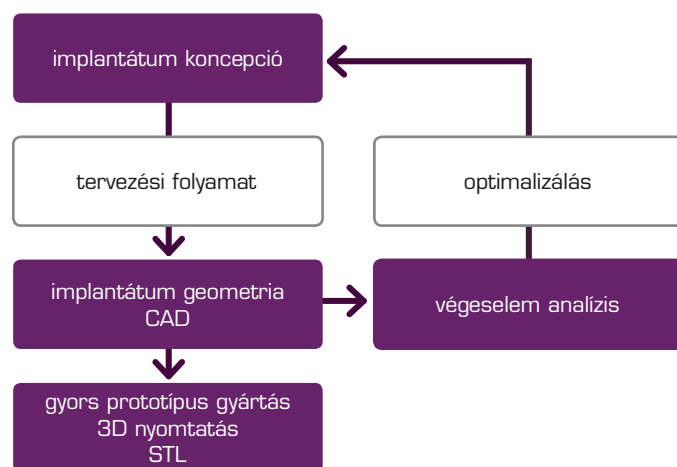 implantátum koncepció
tervezési folyamat
optimalizálás
implantátum geometria
CAD
végeselem analízis
gyors prototípus gyártás
3D nyomtatás
STL